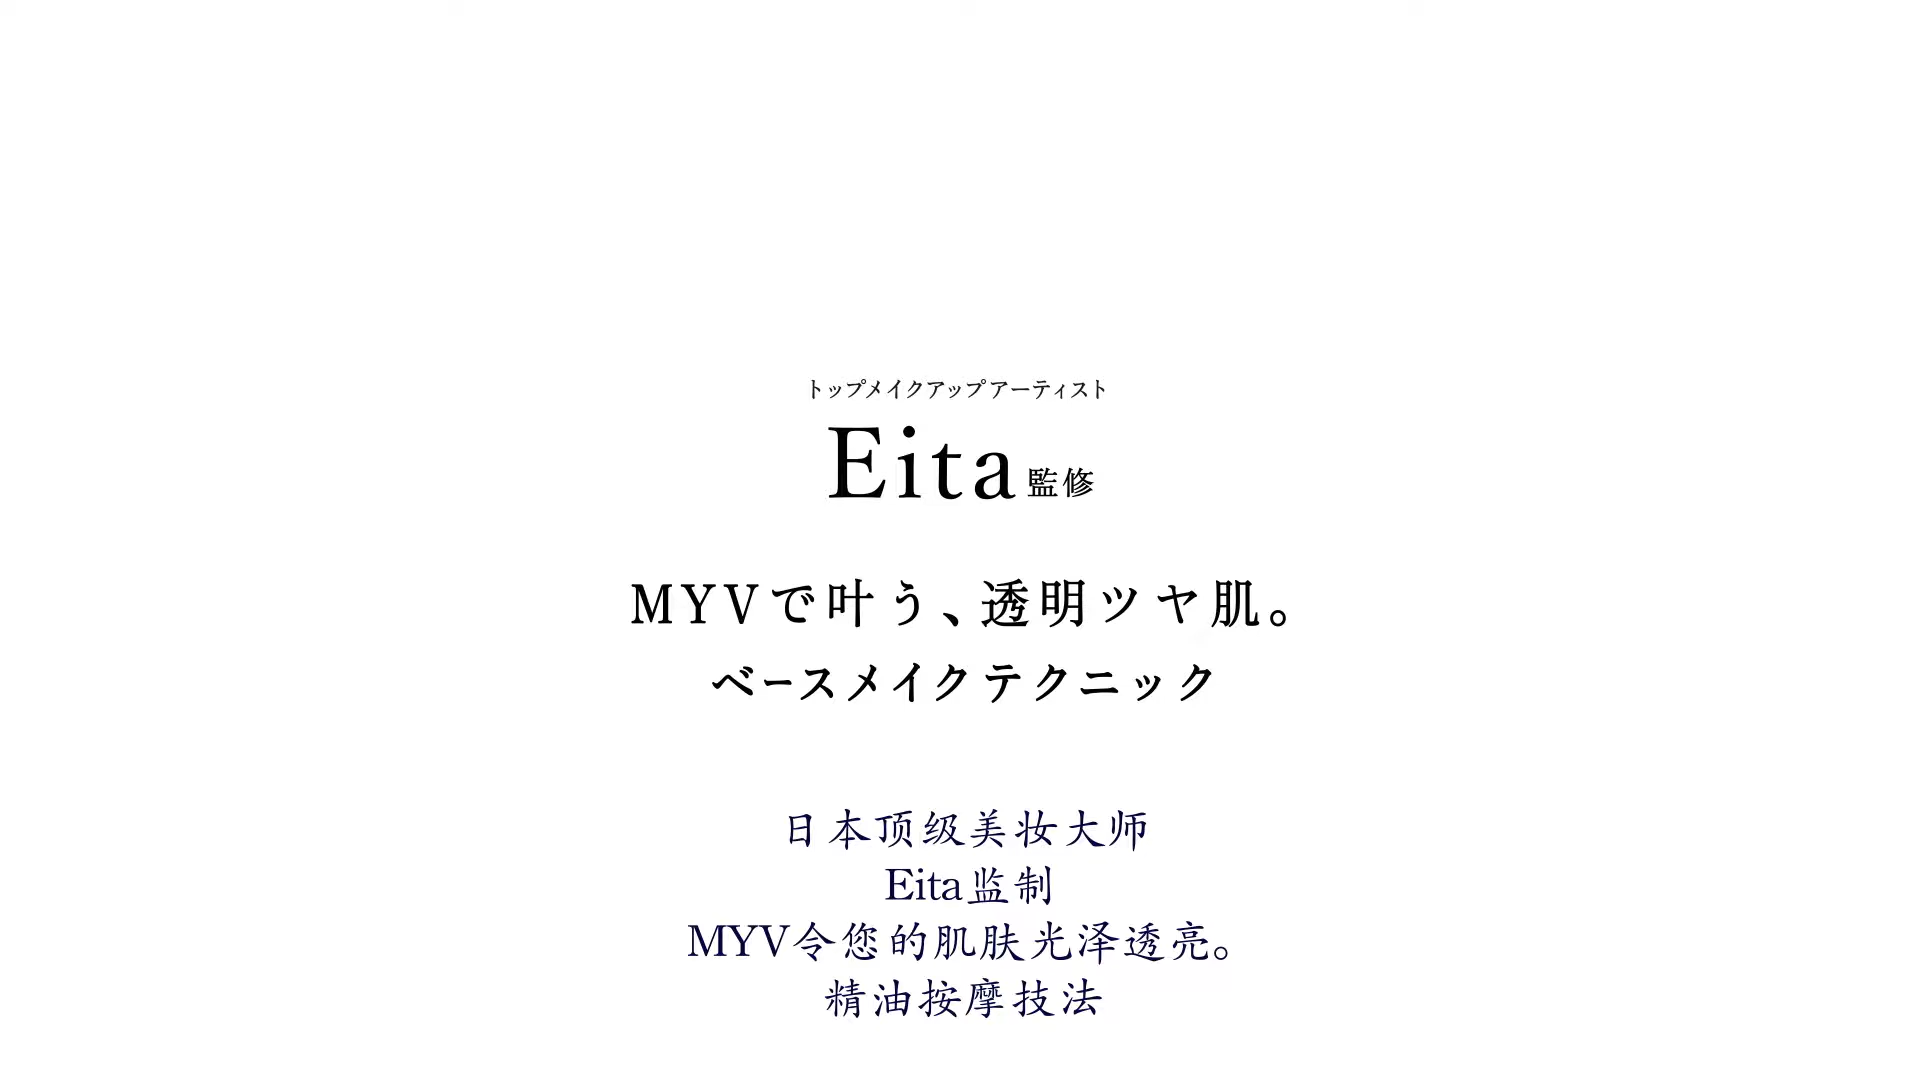 トップメイクアップアーティスト
Eita監修
MYVで叶う、透明ツヤ肌。
ベースメイクテクニック
日本顶级美妆大师
Eita监制
MYV令您的肌肤光泽透亮。
精油按摩技法